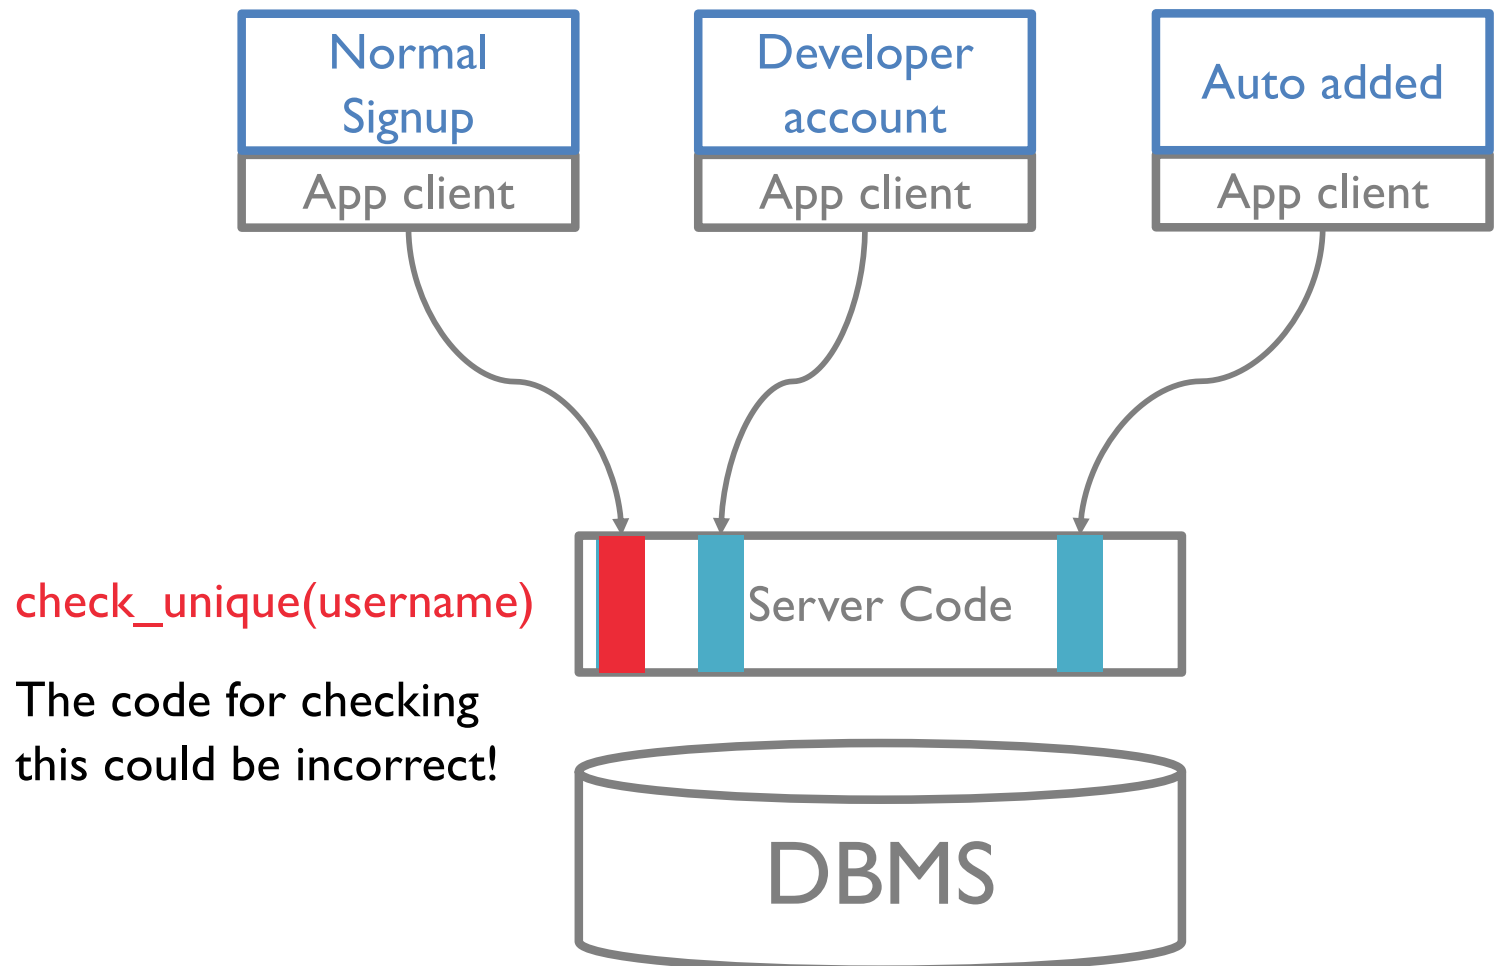 Normal
Signup
Developer
account
Auto added
App client
App client
App client
check_unique(username)
Server Code
The code for checking
this could be incorrect!
DBMS